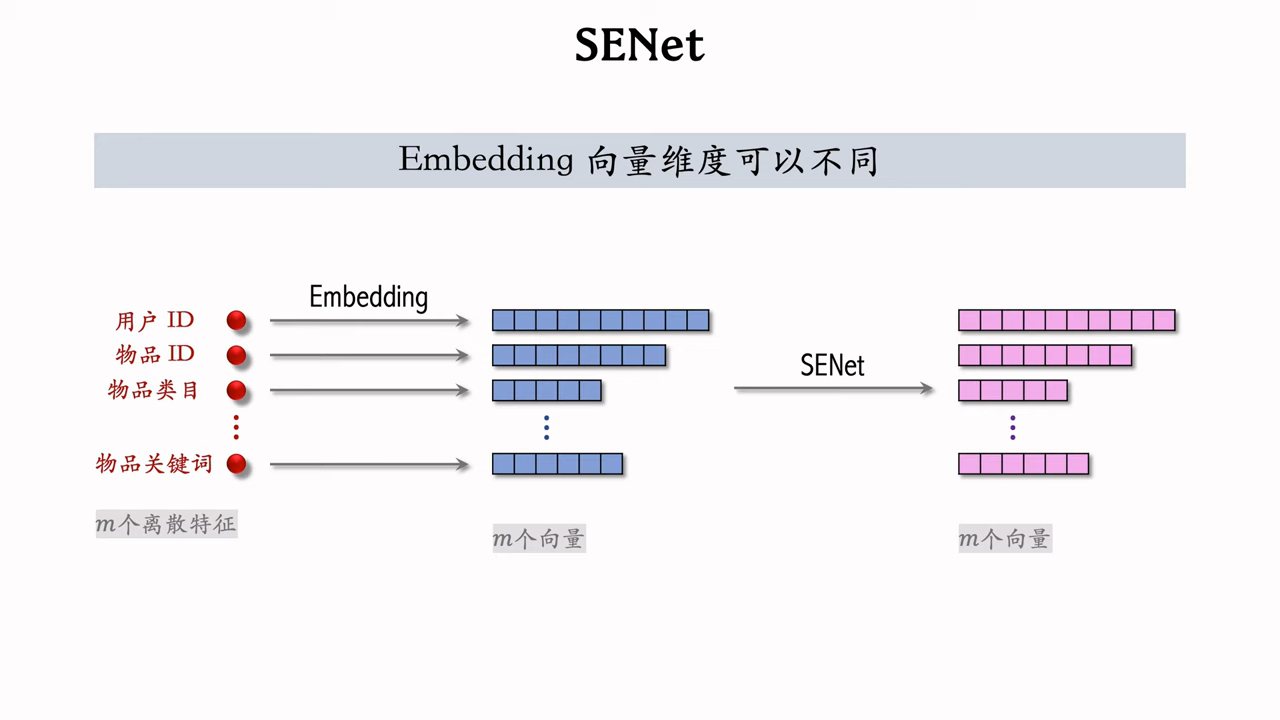 SENet
Embedding 向量维度可以不同
Embedding
用户 ID
物品 ID
物品类目
物品关键词
SENet
m个离散特征
m个向量
m个向量